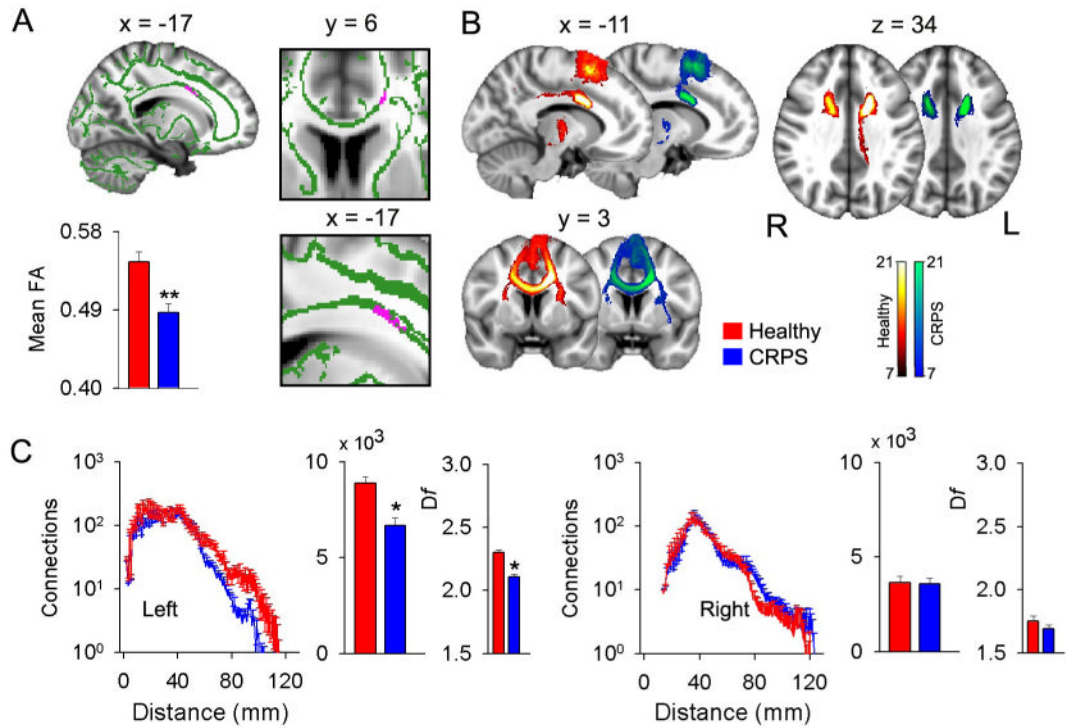 A
x = -17
y = 6
B
x = -11
z = 34
0.58
0.49
0.40
Mean FA
**
x = -17
y = 3
R
L
Healthy
CRPS
21
21
Healthy
CRPS
7
7
C
Connections
10³
10²
10¹
10⁰
Left
0 40 80 120
Distance (mm)
x 10³
10
5
0
*
Df
3.0
2.5
2.0
1.5
*
Connections
10³
10²
10¹
10⁰
Right
0 40 80 120
Distance (mm)
x 10³
10
5
0
Df
3.0
2.5
2.0
1.5